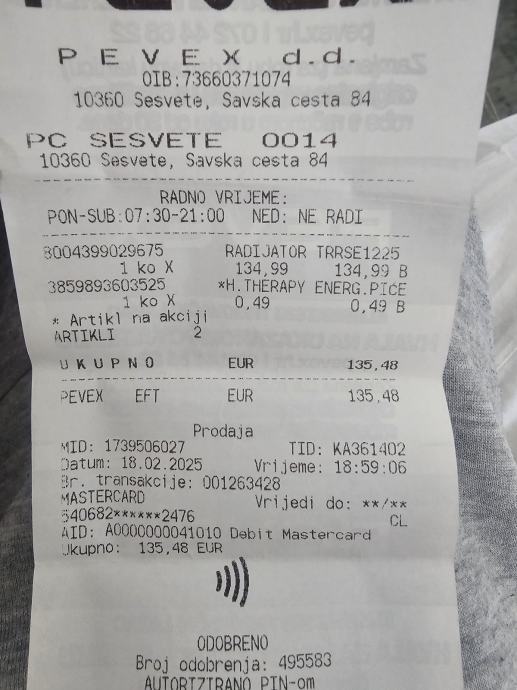 PEVEX
P E V E X d.d.
OIB:73660371074
10360 Sesvete, Savska cesta 84
PC SESVETE 0014
10360 Sesvete, Savska cesta 84
RADNO VRIJEME:
PON-SUB:07:30-21:00 NED: NE RADI
8004399029675 RADIJATOR TRRSE1225
1 ko X 134,99 134,99 B
3859893603525 *H.THERAPY ENERG.PICE
1 ko X 0,49 0,49 B
* Artikl na akciji
ARTIKLI 2
U K U P N O EUR 135,48
PEVEX EFT EUR 135,48
Prodaja
MID: 1739506027 TID: KA361402
Datum: 18.02.2025 Vrijeme: 18:59:06
Br. transakcije: 001263428
MASTERCARD Vrijedi do: **/**
540682******2476 CL
AID: A0000000041010 Debit Mastercard
Ukupno: 135,48 EUR
ODOBRENO
Broj odobrenja: 495583
AUTORIZIRANO PIN-om